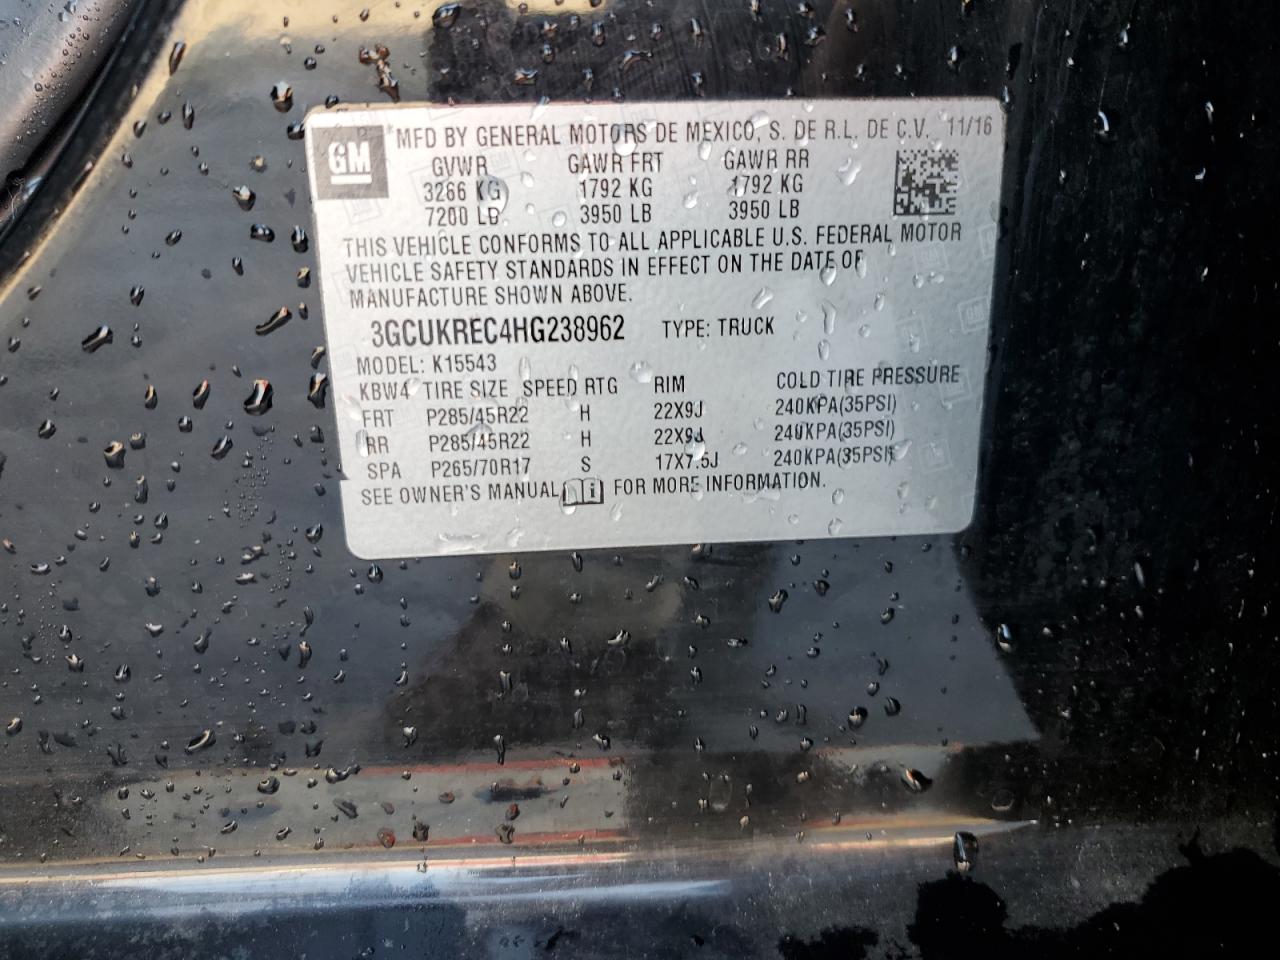 GM
MFD BY GENERAL MOTORS DE MEXICO, S. DE R.L. DE C.V. 11/16
GVWR GAWR FRT GAWR RR
3266 KG 1792 KG 1792 KG
7200 LB 3950 LB 3950 LB
THIS VEHICLE CONFORMS TO ALL APPLICABLE U.S. FEDERAL MOTOR
VEHICLE SAFETY STANDARDS IN EFFECT ON THE DATE OF
MANUFACTURE SHOWN ABOVE.
3GCUKREC4HG238962 TYPE: TRUCK
MODEL: K15543
KBW4 TIRE SIZE SPEED RTG RIM COLD TIRE PRESSURE
FRT P285/45R22 H 22X9J 240KPA(35PSI)
RR P285/45R22 H 22X9J 240KPA(35PSI)
SPA P265/70R17 S 17X7.5J 240KPA(35PSI)
SEE OWNER'S MANUAL i FOR MORE INFORMATION.